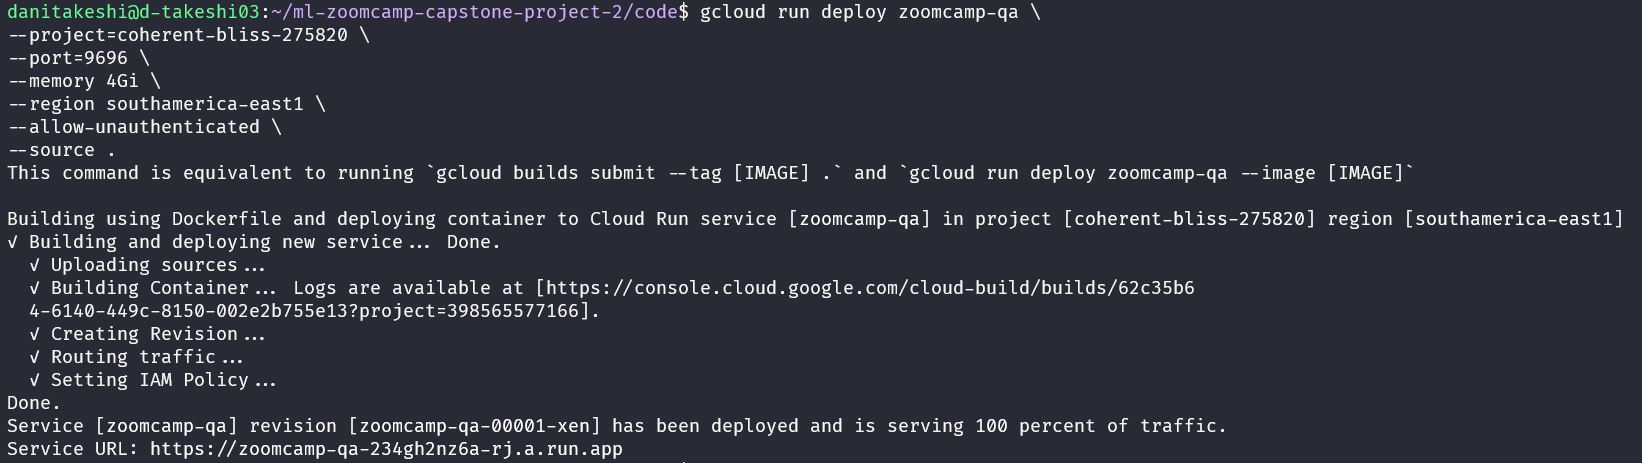 danitakeshi@d-takeshi03:~/ml-zoomcamp-capstone-project-2/code$ gcloud run deploy zoomcamp-qa \
--project=coherent-bliss-275820 \
--port=9696 \
--memory 4Gi \
--region southamerica-east1 \
--allow-unauthenticated \
--source .
This command is equivalent to running `gcloud builds submit --tag [IMAGE] .` and `gcloud run deploy zoomcamp-qa --image [IMAGE]`
Building using Dockerfile and deploying container to Cloud Run service [zoomcamp-qa] in project [coherent-bliss-275820] region [southamerica-east1]
✓ Building and deploying new service... Done.
✓ Uploading sources...
✓ Building Container... Logs are available at [https://console.cloud.google.com/cloud-build/builds/62c35b6
4-6140-449c-8150-002e2b755e13?project=398565577166].
✓ Creating Revision...
✓ Routing traffic...
✓ Setting IAM Policy...
Done.
Service [zoomcamp-qa] revision [zoomcamp-qa-00001-xen] has been deployed and is serving 100 percent of traffic.
Service URL: https://zoomcamp-qa-234gh2nz6a-rj.a.run.app